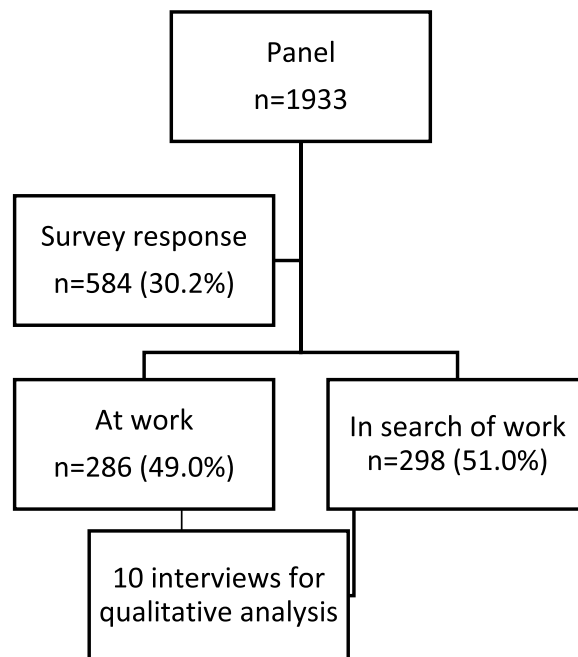 Panel
n=1933
Survey response
n=584 (30.2%)
At work
n=286 (49.0%)
In search of work
n=298 (51.0%)
10 interviews for
qualitative analysis